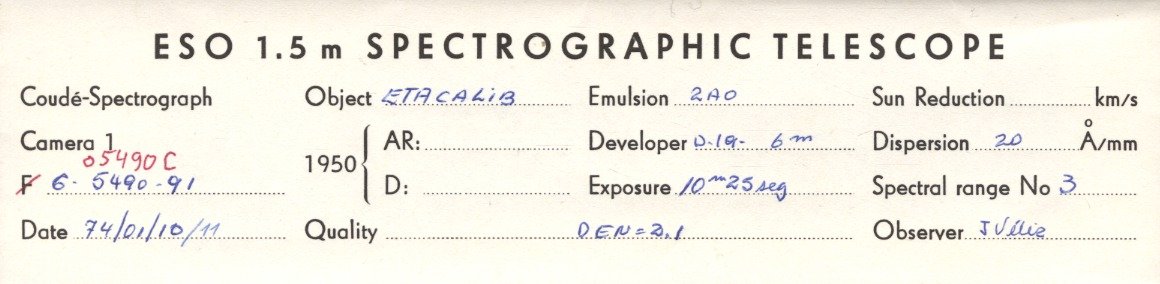 ESO 1.5 m SPECTROGRAPHIC TELESCOPE
Coudé-Spectrograph Object ETACALIB Emulsion 2AO Sun Reduction km/s
Camera 1 AR: Developer D-19- 6m Dispersion 20 Å/mm
05490C 1950
F 6-5490-91 D: Exposure 10m25seg Spectral range No 3
Date 74/01/10/11 Quality DEN=2.1 Observer